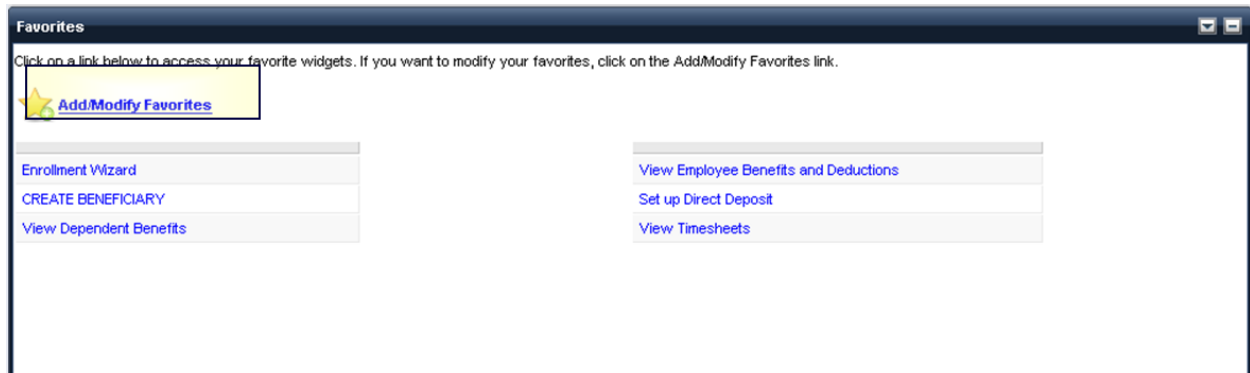 Favorites
Click on a link below to access your favorite widgets. If you want to modify your favorites, click on the Add/Modify Favorites link.
Add/Modify Favorites
Enrollment Wizard
View Employee Benefits and Deductions
CREATE BENEFICIARY
Set up Direct Deposit
View Dependent Benefits
View Timesheets